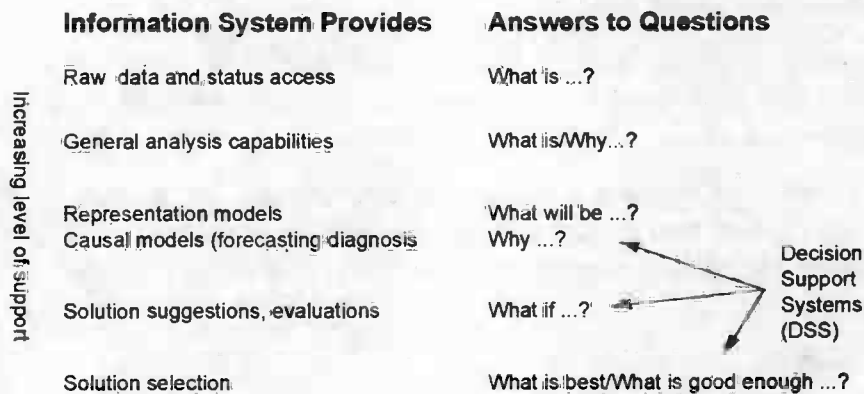 Information System Provides Answers to Questions
Raw data and status access What is ...?
General analysis capabilities What is/Why...?
Representation models What will be ...?
Causal models (forecasting diagnosis Why ...?
Solution suggestions, evaluations What if ...?
Solution selection What is best/What is good enough ...?
Increasing level of support
Decision
Support
Systems
(DSS)